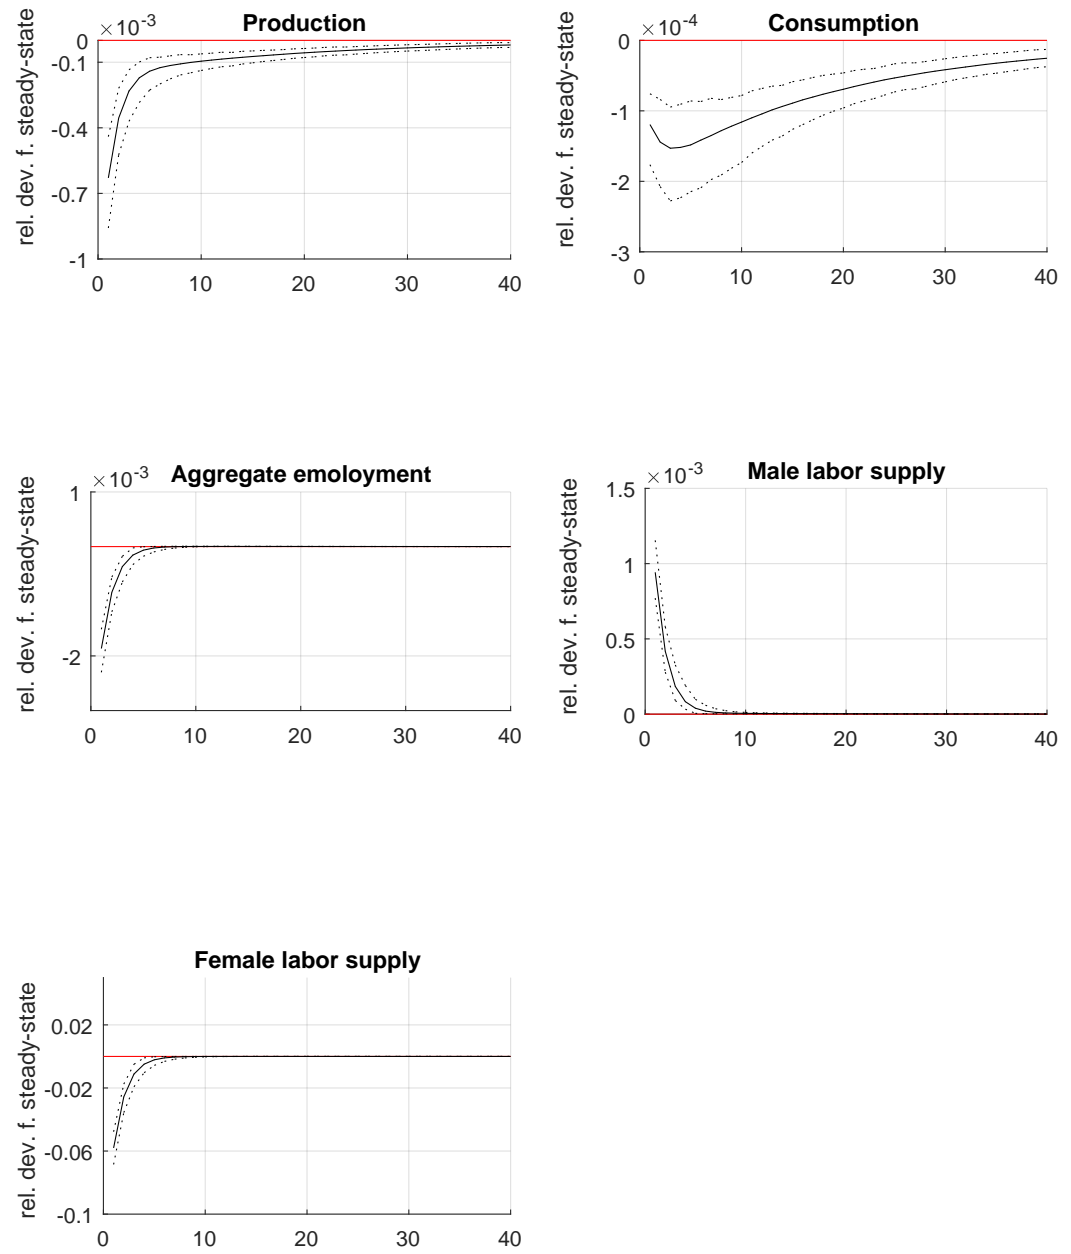 ×10-3
Production
rel. dev. f. steady-state
0
-0.1
-0.4
-0.7
-1
0 10 20 30 40
×10-4
Consumption
rel. dev. f. steady-state
0
-1
-2
-3
0 10 20 30 40
×10-3
Aggregate emoloyment
rel. dev. f. steady-state
1
-2
0 10 20 30 40
×10-3
Male labor supply
rel. dev. f. steady-state
1.5
1
0.5
0
0 10 20 30 40
Female labor supply
rel. dev. f. steady-state
0.02
-0.02
-0.06
-0.1
0 10 20 30 40